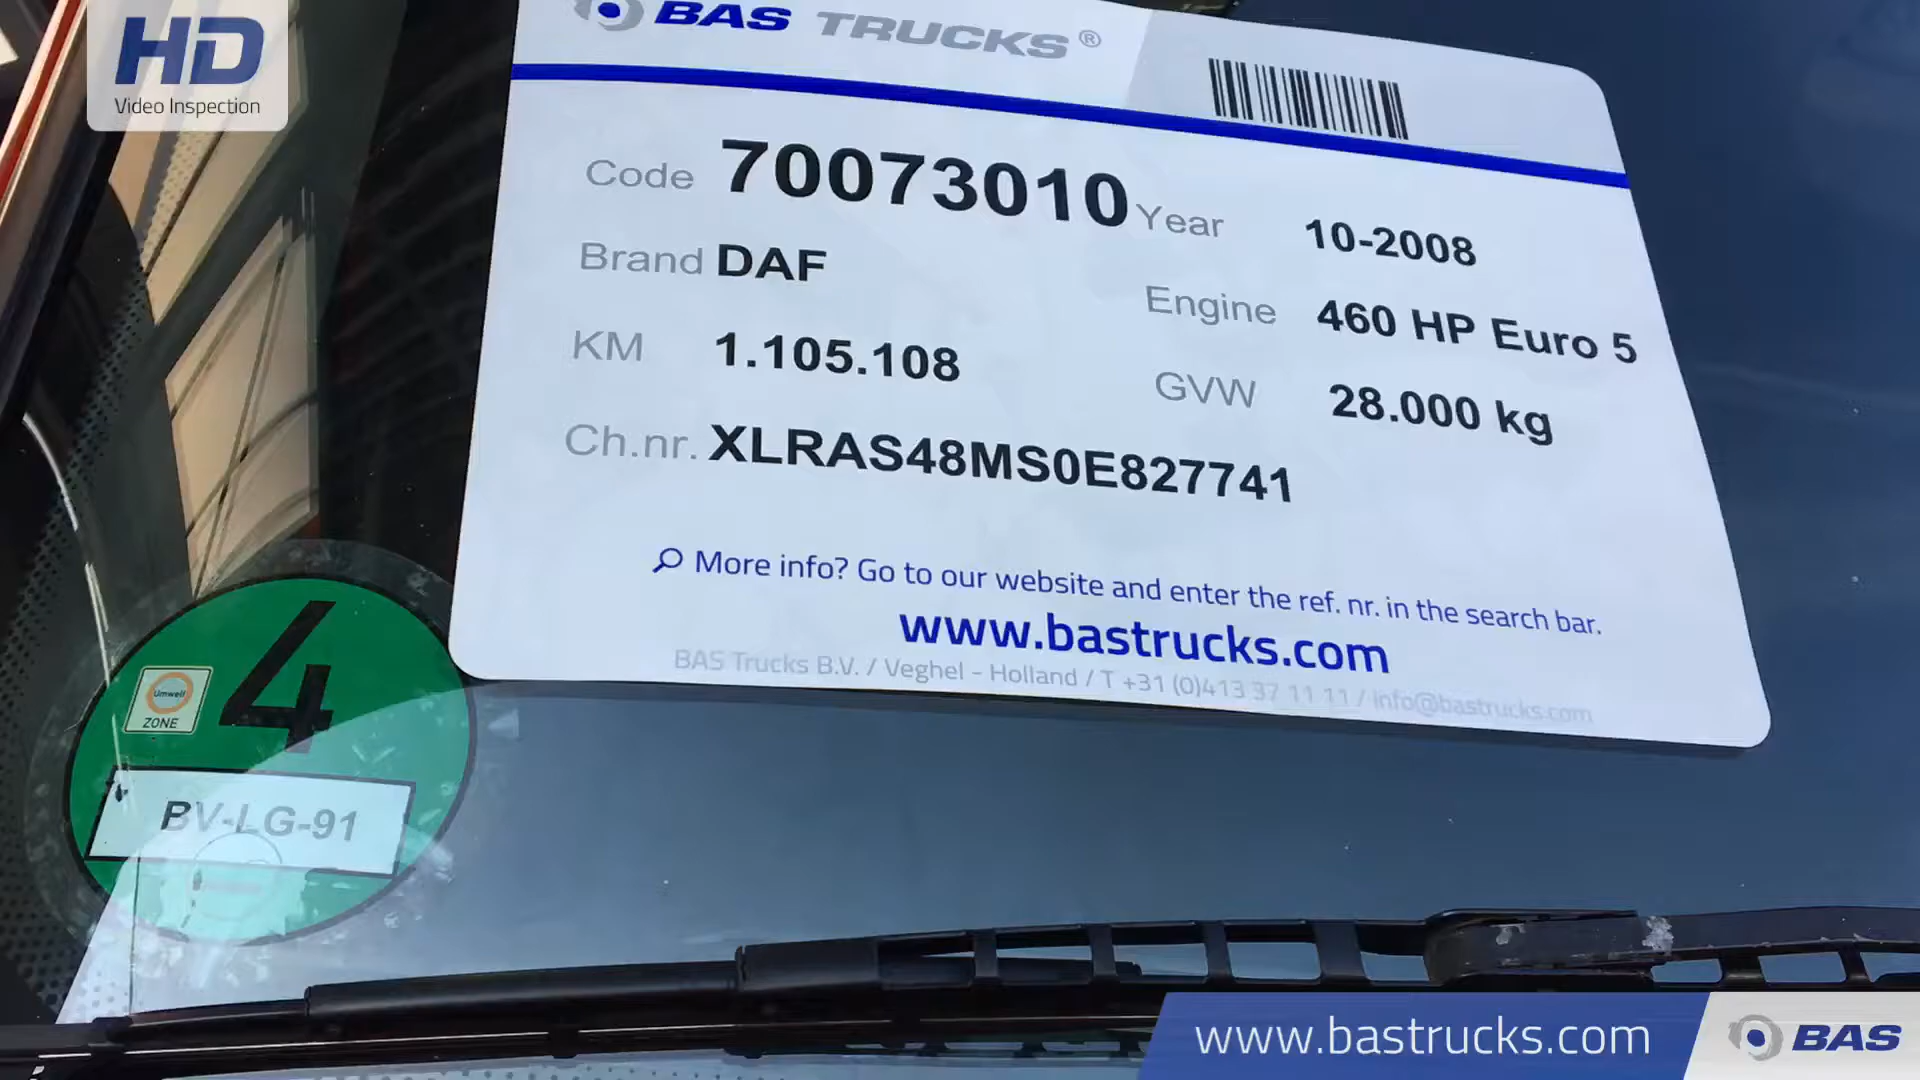 HD
Video Inspection
BAS TRUCKS®
Code 70073010
Year 10-2008
Brand DAF
Engine 460 HP Euro 5
KM 1.105.108
GVW 28.000 kg
Ch.nr. XLRAS48MS0E827741
More info? Go to our website and enter the ref. nr. in the search bar.
www.bastrucks.com
BAS Trucks B.V. / Veghel - Holland / T +31 (0)413 37 11 11 / info@bastrucks.com
4
Umwelt
ZONE
BV-LG-91
www.bastrucks.com
BAS